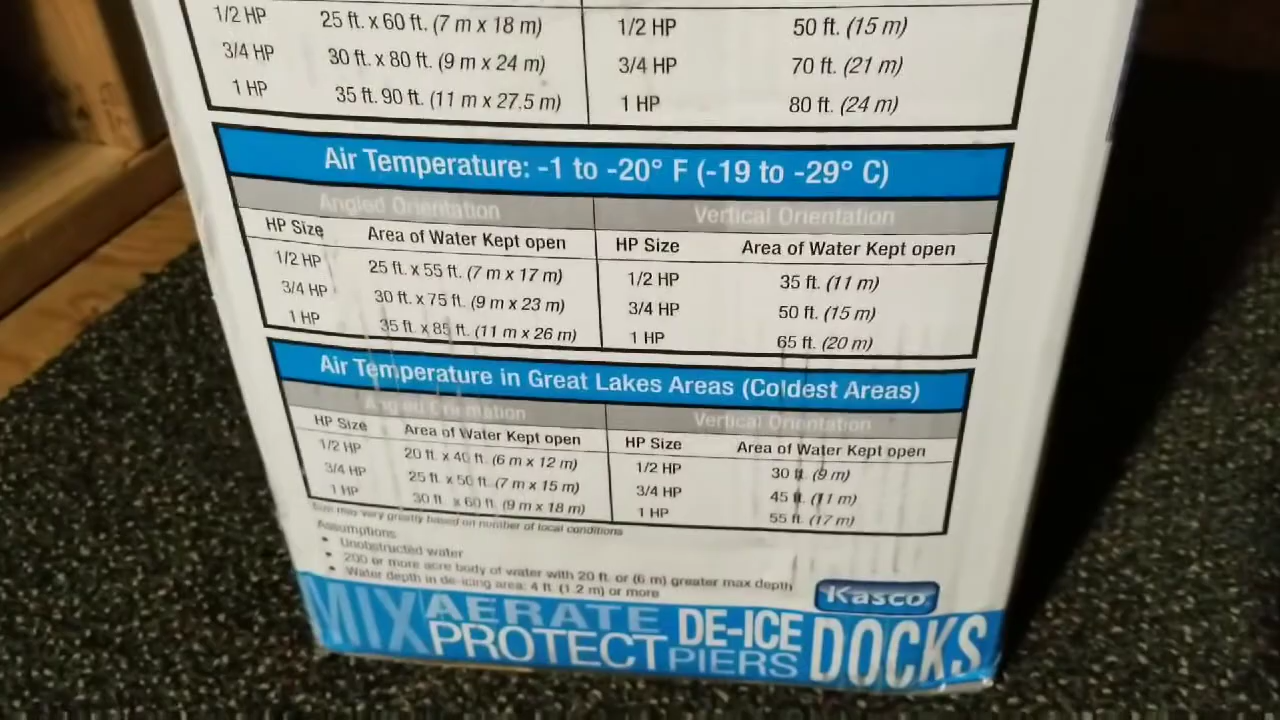 1/2 HP 25 ft. x 60 ft. (7 m x 18 m) 1/2 HP 50 ft. (15 m)
3/4 HP 30 ft. x 80 ft. (9 m x 24 m) 3/4 HP 70 ft. (21 m)
1 HP 35 ft. 90 ft. (11 m x 27.5 m) 1 HP 80 ft. (24 m)
Air Temperature: -1 to -20° F (-19 to -29° C)
Angled Orientation Vertical Orientation
HP Size Area of Water Kept open HP Size Area of Water Kept open
1/2 HP 25 ft. x 55 ft. (7 m x 17 m) 1/2 HP 35 ft. (11 m)
3/4 HP 30 ft. x 75 ft. (9 m x 23 m) 3/4 HP 50 ft. (15 m)
1 HP 35 ft. x 85 ft. (11 m x 26 m) 1 HP 65 ft. (20 m)
Air Temperature in Great Lakes Areas (Coldest Areas)
Angled Orientation Vertical Orientation
HP Size Area of Water Kept open HP Size Area of Water Kept open
1/2 HP 20 ft. x 40 ft. (6 m x 12 m) 1/2 HP 30 ft. (9 m)
3/4 HP 25 ft. x 50 ft. (7 m x 15 m) 3/4 HP 45 ft. (11 m)
1 HP 30 ft. x 60 ft. (9 m x 18 m) 1 HP 55 ft. (17 m)
Size may vary greatly based on number of local conditions
Assumptions
• Unobstructed water
• 200 or more acre body of water with 20 ft. or (6 m) greater max depth
• Water depth in de-icing area: 4 ft. (1.2 m) or more
Kasco
MIX AERATE DE-ICE DOCKS
PROTECT PIERS